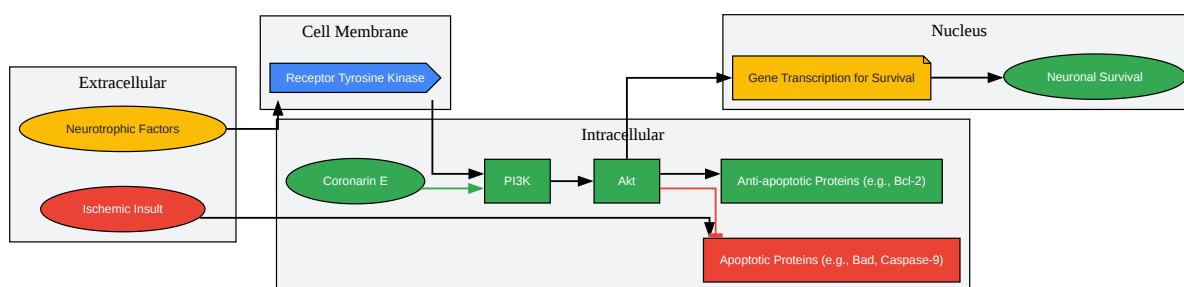 Extracellular
Neurotrophic Factors
Ischemic Insult
Cell Membrane
Receptor Tyrosine Kinase
Intracellular
Coronarin E
PI3K
Akt
Anti-apoptotic Proteins (e.g., Bcl-2)
Apoptotic Proteins (e.g., Bad, Caspase-9)
Nucleus
Gene Transcription for Survival
Neuronal Survival